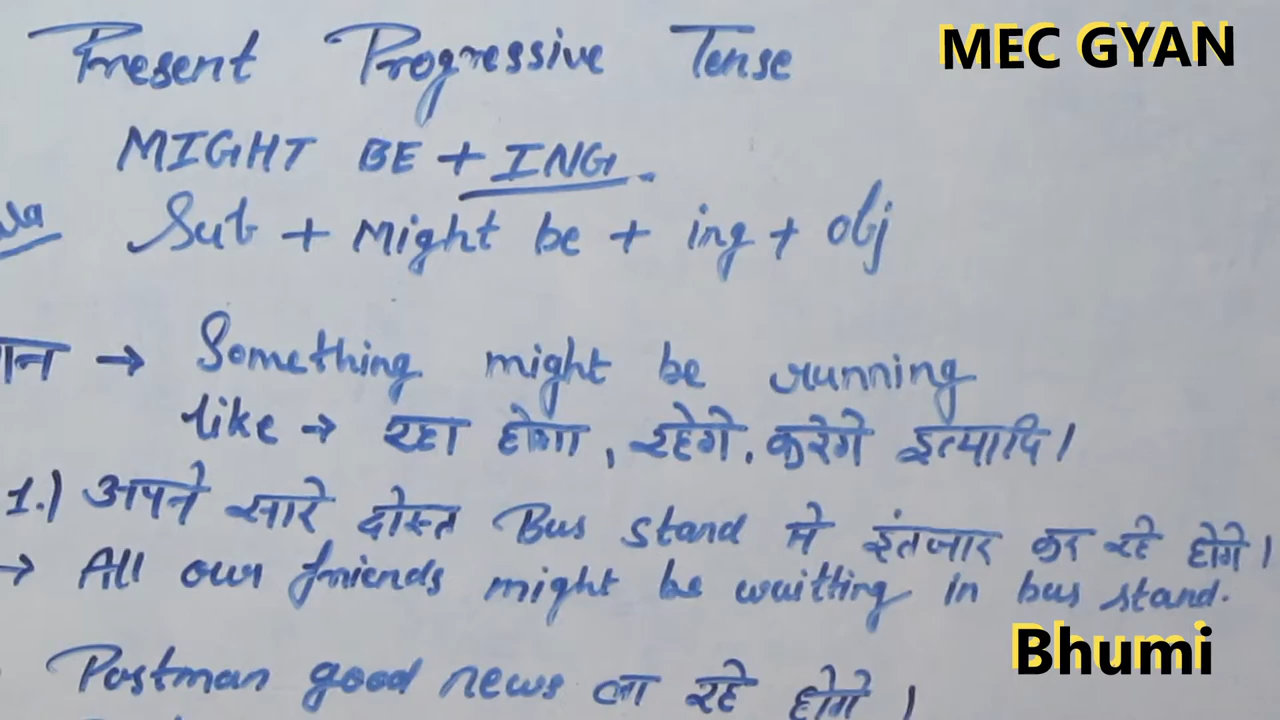 MEC GYAN
Present Progressive Tense
MIGHT BE + ING.
Sub + Might be + ing + obj
→ Something might be running
like → रहा होगा, रहेगे. करेगे इत्यादि।
1.) अपने सारे दोस्त Bus stand मे इंतजार कर रहे होगे।
→ All our friends might be waitting in bus stand.
Bhumi
Postman good news ला रहे होगे।